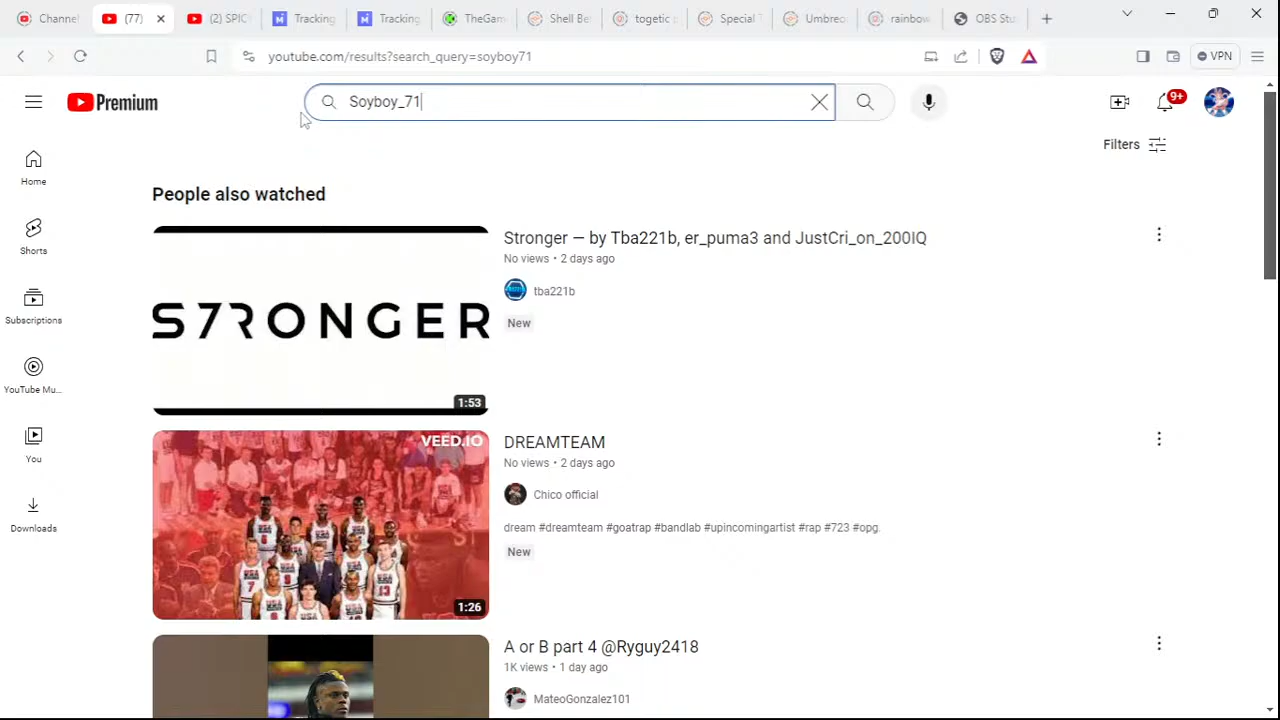 Channel
(77)
(2) SPIC
Tracking
Tracking
TheGam
Shell Be
togetic p
Special T
Umbreo
rainbow
OBS Stu
youtube.com/results?search_query=soyboy71
VPN
Premium
Soyboy_71
9+
Filters
Home
Shorts
Subscriptions
YouTube Mu...
You
Downloads
People also watched
S7RONGER
1:53
Stronger — by Tba221b, er_puma3 and JustCri_on_200IQ
No views • 2 days ago
tba221b
New
VEED.IO
1:26
DREAMTEAM
No views • 2 days ago
Chico official
dream #dreamteam #goatrap #bandlab #upincomingartist #rap #723 #opg.
New
A or B part 4 @Ryguy2418
1K views • 1 day ago
MateoGonzalez101